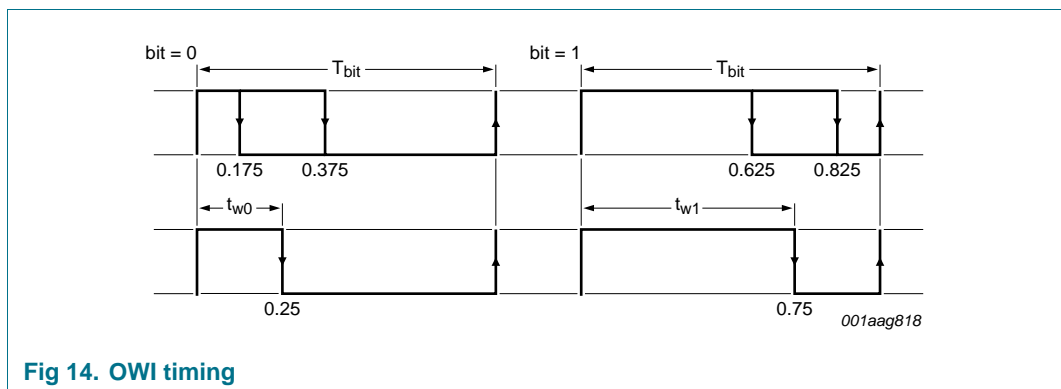 bit = 0
T_bit
bit = 1
T_bit
0.175
0.375
0.625
0.825
t_w0
t_w1
0.25
0.75
001aag818
Fig 14. OWI timing